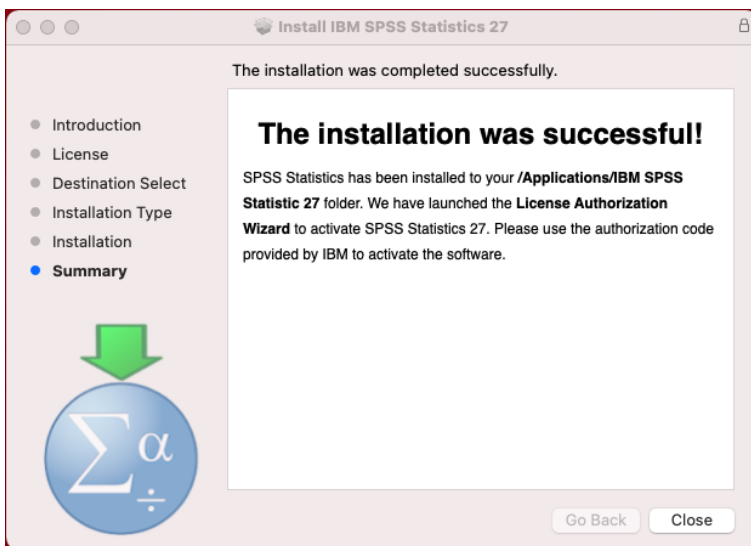 Install IBM SPSS Statistics 27
The installation was completed successfully.
Introduction
License
Destination Select
Installation Type
Installation
Summary
The installation was successful!
SPSS Statistics has been installed to your /Applications/IBM SPSS
Statistic 27 folder. We have launched the License Authorization
Wizard to activate SPSS Statistics 27. Please use the authorization code
provided by IBM to activate the software.
Σ α
÷
Go Back
Close